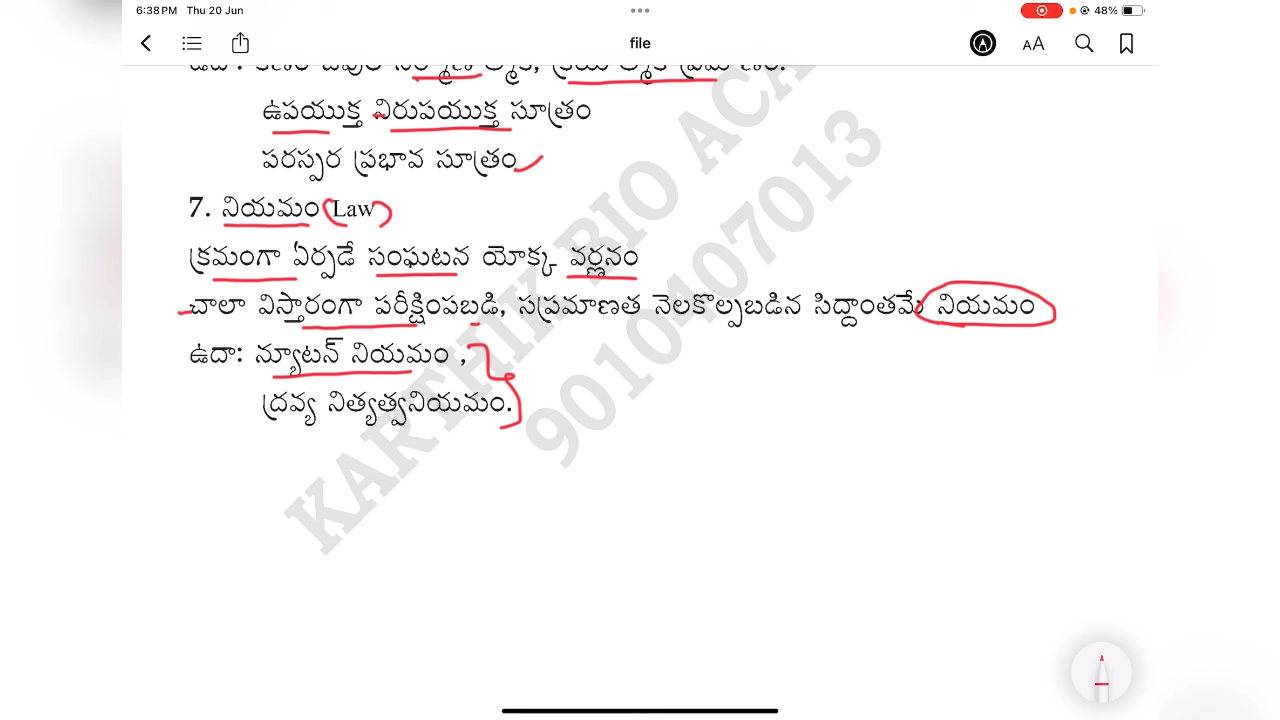 6:38 PM Thu 20 Jun
48%
file
AA
ఉపయుక్త నిరుపయుక్త సూత్రం
పరస్పర ప్రభావ సూత్రం
7. నియమం (Law)
క్రమంగా ఏర్పడే సంఘటన యొక్క వర్ణనం
చాలా విస్తారంగా పరీక్షింపబడి, సప్రమాణత నెలకొల్పబడిన సిద్దాంతమే నియమం
ఉదా: న్యూటన్ నియమం ,
ద్రవ్య నిత్యత్వనియమం.
KARTHIK BIO ACA
9010407013